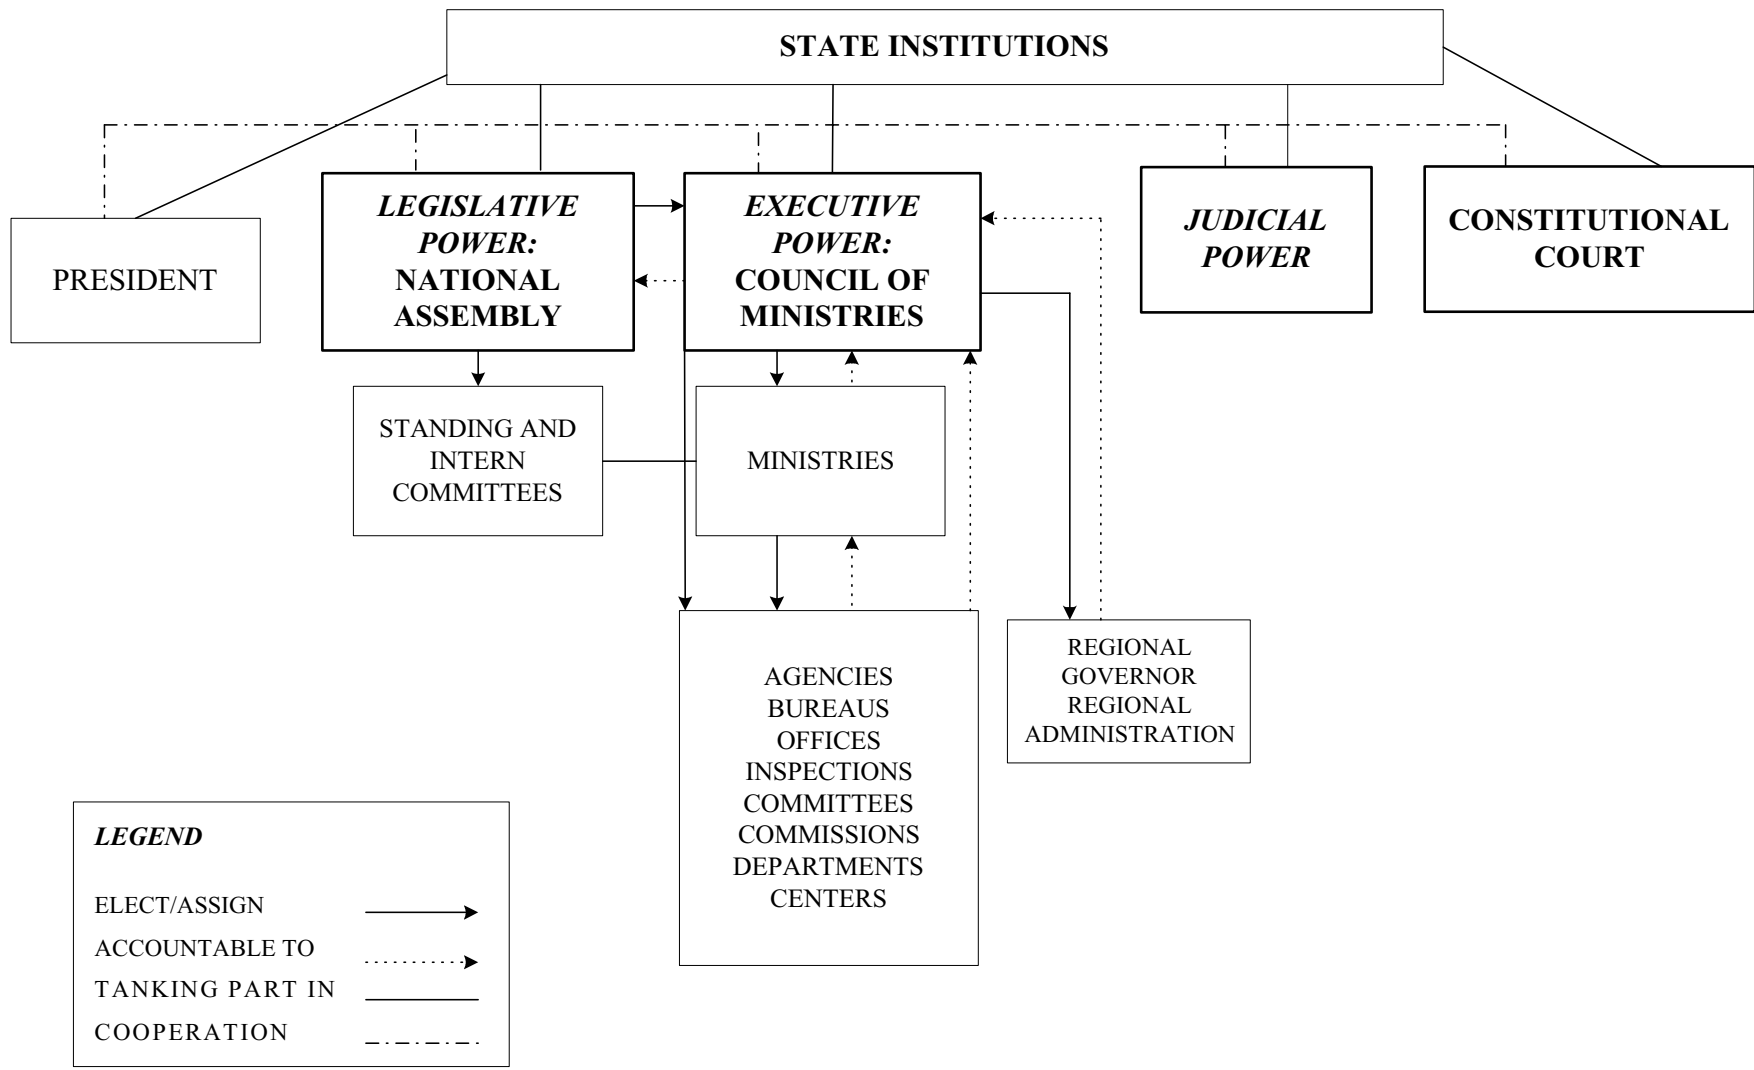 STATE INSTITUTIONS
PRESIDENT
LEGISLATIVE
POWER:
NATIONAL
ASSEMBLY
EXECUTIVE
POWER:
COUNCIL OF
MINISTRIES
JUDICIAL
POWER
CONSTITUTIONAL
COURT
STANDING AND
INTERN
COMMITTEES
MINISTRIES
AGENCIES
BUREAUS
OFFICES
INSPECTIONS
COMMITTEES
COMMISSIONS
DEPARTMENTS
CENTERS
REGIONAL
GOVERNOR
REGIONAL
ADMINISTRATION
LEGEND
ELECT/ASSIGN
ACCOUNTABLE TO
TANKING PART IN
COOPERATION